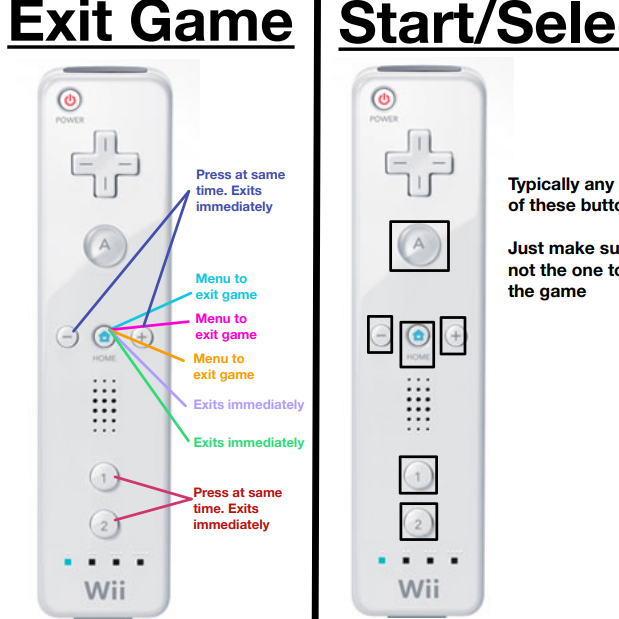 Exit Game
POWER
A
Press at same
time. Exits
immediately
Menu to
exit game
Menu to
exit game
HOME
Menu to
exit game
Exits immediately
Exits immediately
1
Press at same
time. Exits
immediately
2
Wii
Start/Sele
POWER
A
Typically any
of these butto
Just make su
not the one to
the game
HOME
1
2
Wii